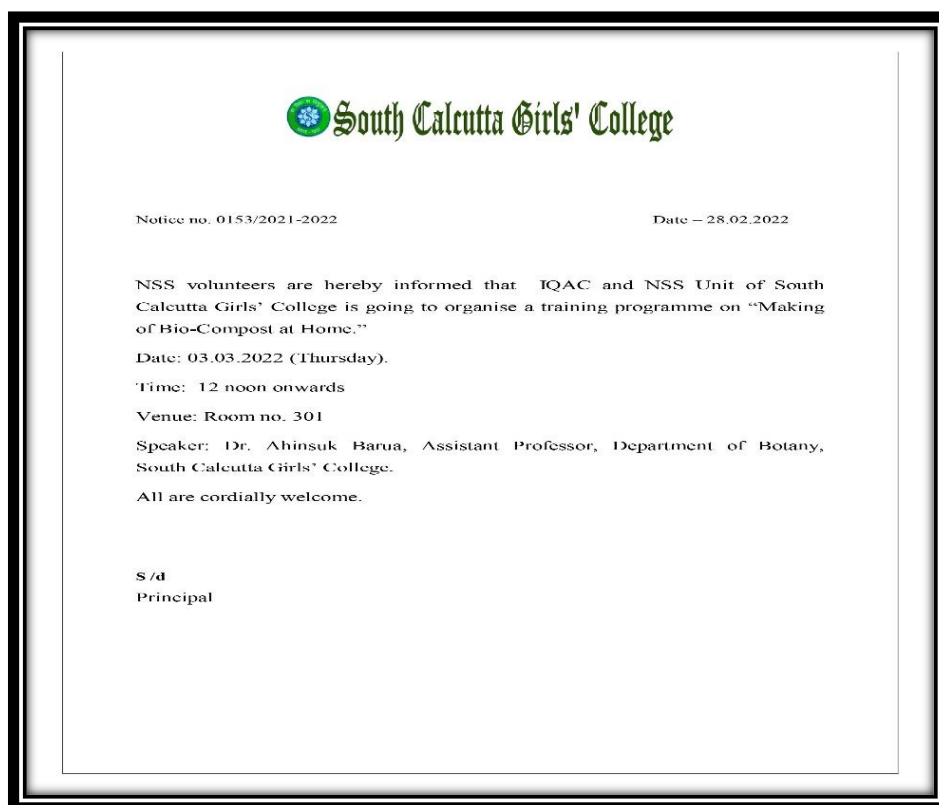 South Calcutta Girls' College
Notice no. 0153/2021-2022 Date – 28.02.2022
NSS volunteers are hereby informed that IQAC and NSS Unit of South
Calcutta Girls' College is going to organise a training programme on “Making
of Bio-Compost at Home.”
Date: 03.03.2022 (Thursday).
Time: 12 noon onwards
Venue: Room no. 301
Speaker: Dr. Ahinsuk Barua, Assistant Professor, Department of Botany,
South Calcutta Girls' College.
All are cordially welcome.
S /d
Principal